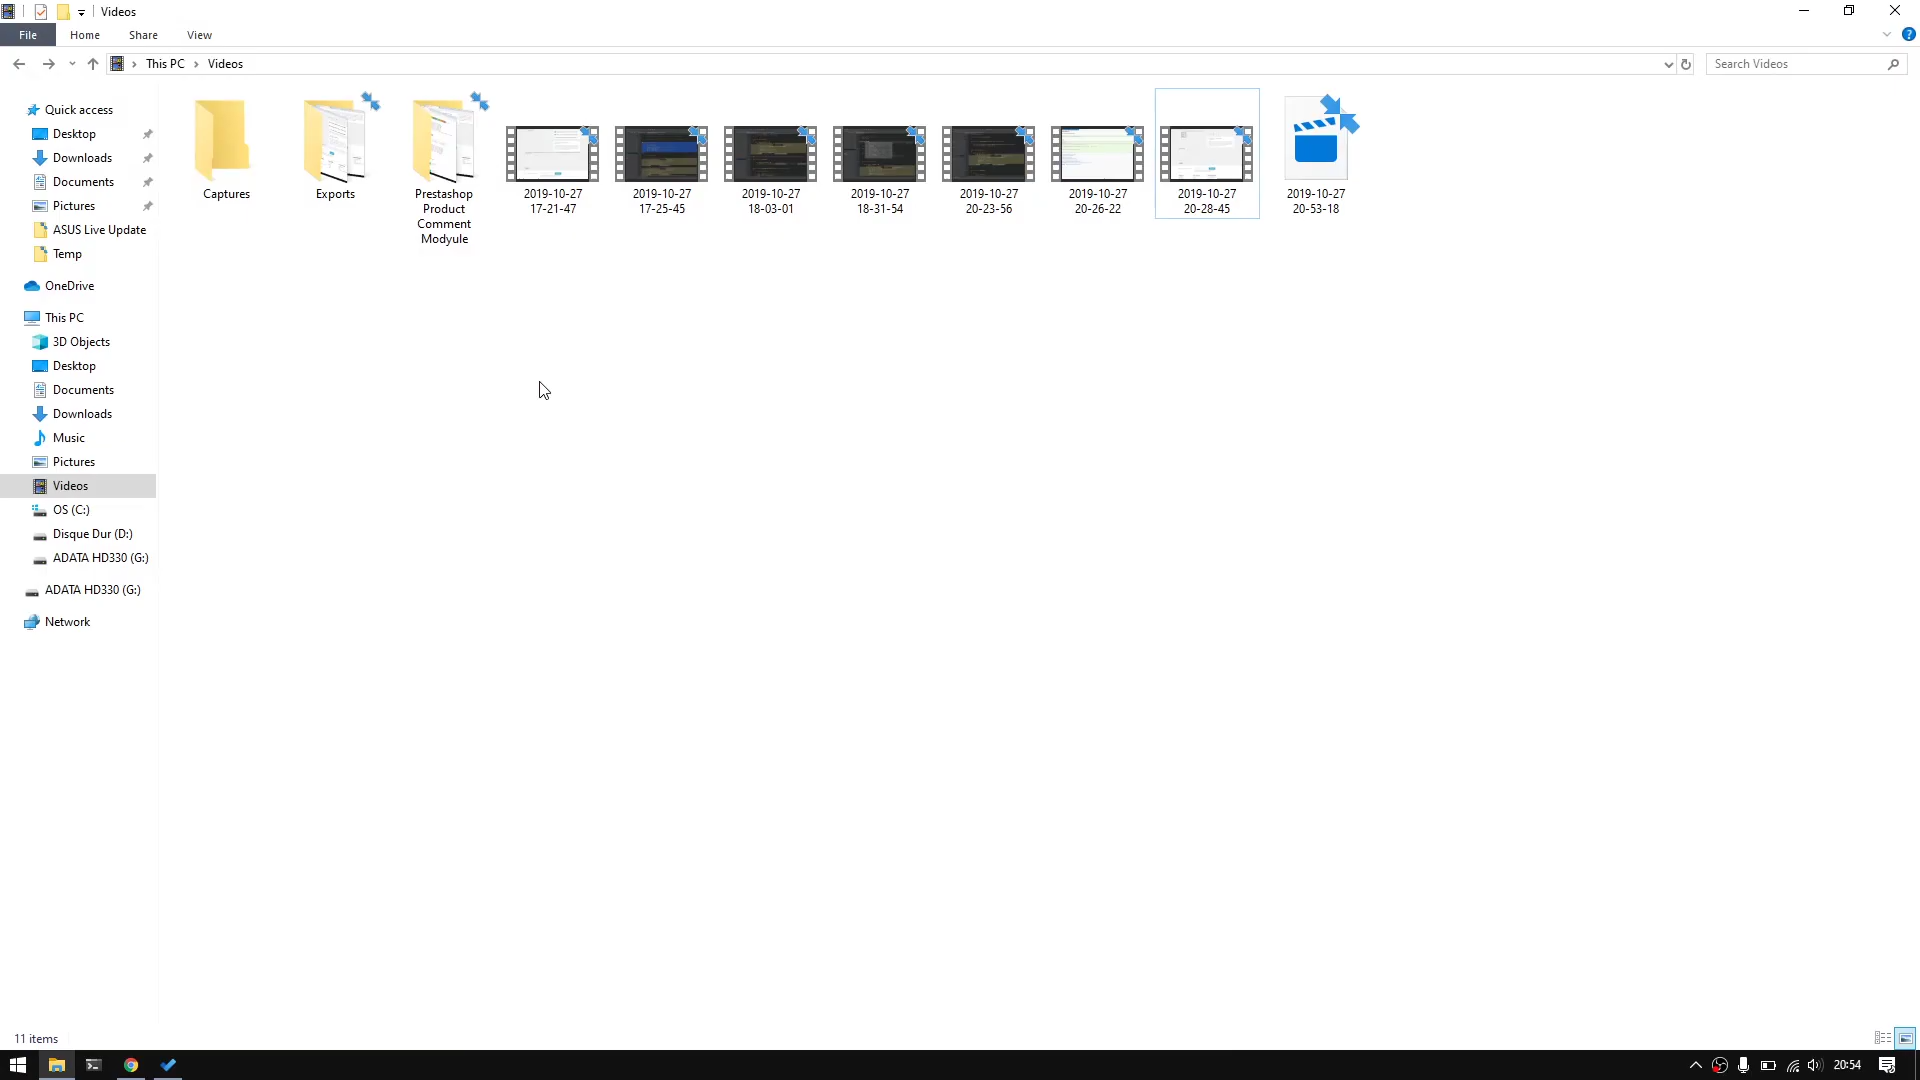 Videos
File
Home
Share
View
This PC
Videos
Search Videos
Quick access
Desktop
Downloads
Documents
Pictures
ASUS Live Update
Temp
OneDrive
This PC
3D Objects
Desktop
Documents
Downloads
Music
Pictures
Videos
OS (C:)
Disque Dur (D:)
ADATA HD330 (G:)
ADATA HD330 (G:)
Network
Captures
Exports
Prestashop
Product
Comment
Modyule
2019-10-27
17-21-47
2019-10-27
17-25-45
2019-10-27
18-03-01
2019-10-27
18-31-54
2019-10-27
20-23-56
2019-10-27
20-26-22
2019-10-27
20-28-45
2019-10-27
20-53-18
11 items
20:54